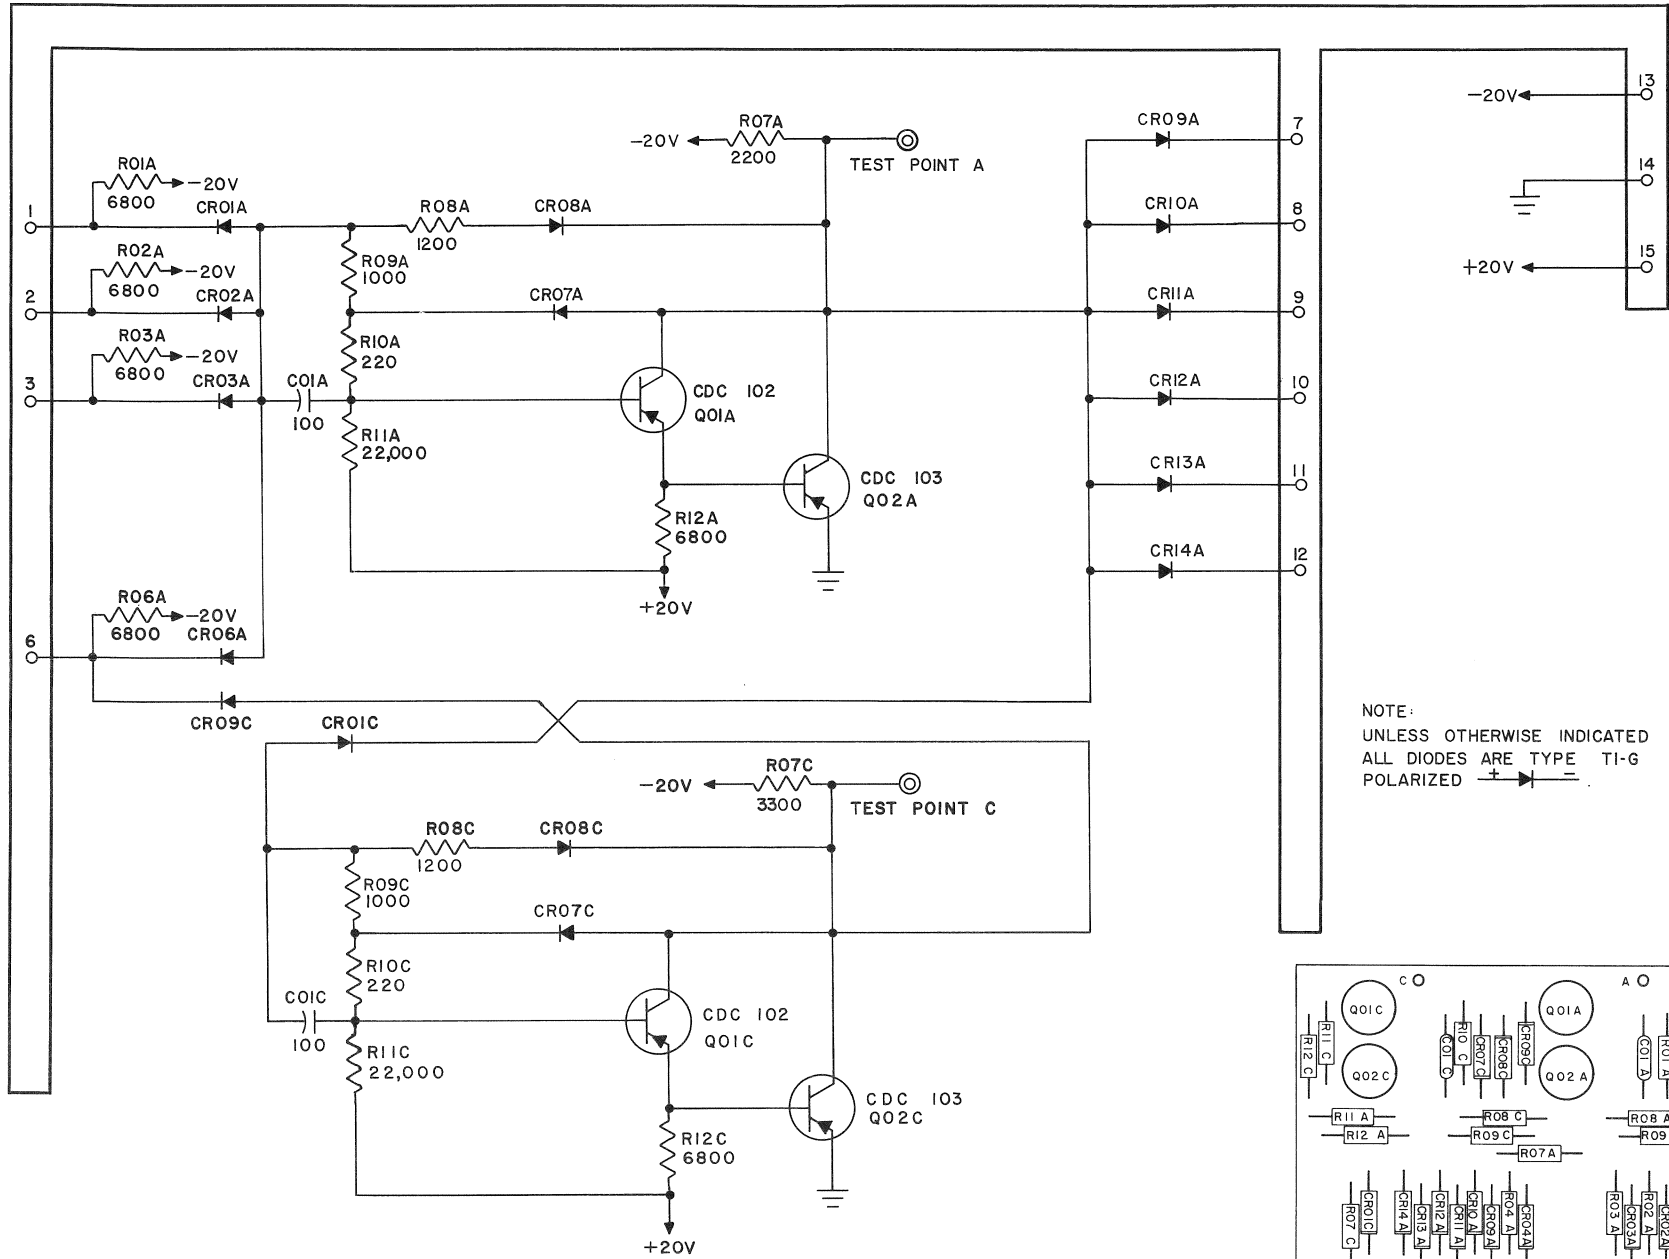 R07A
-20V
2200
TEST POINT A
CR09A
7
-20V
13
R01A
-20V
6800
CR01A
1
R08A
1200
CR08A
CR10A
8
14
R02A
-20V
6800
CR02A
2
R09A
1000
CR07A
CR11A
9
+20V
15
R03A
-20V
6800
CR03A
3
C01A
100
R10A
220
CDC 102
Q01A
CR12A
10
R11A
22,000
CDC 103
Q02A
CR13A
11
R12A
6800
+20V
CR14A
12
R06A
-20V
6800
CR06A
6
CR09C
CR01C
NOTE:
UNLESS OTHERWISE INDICATED
ALL DIODES ARE TYPE TI-G
POLARIZED + -
R07C
-20V
3300
TEST POINT C
R08C
1200
CR08C
R09C
1000
CR07C
R10C
220
C01C
100
CDC 102
Q01C
R11C
22,000
CDC 103
Q02C
R12C
6800
+20V
C
A
Q01C
Q01A
R12 C
R11 C
C01 C
R10 C
CR07C
CR08C
CR09C
C01 A
R01 A
Q02C
Q02A
R11 A
R12 A
R08 C
R09C
R07A
R08 A
R09
R07 C
CR01C
CR14 A
CR13 A
CR12 A
CR11 A
CR10 A
CR09A
R04 A
CR04A
R03 A
CR03A
R02 A
CR02A